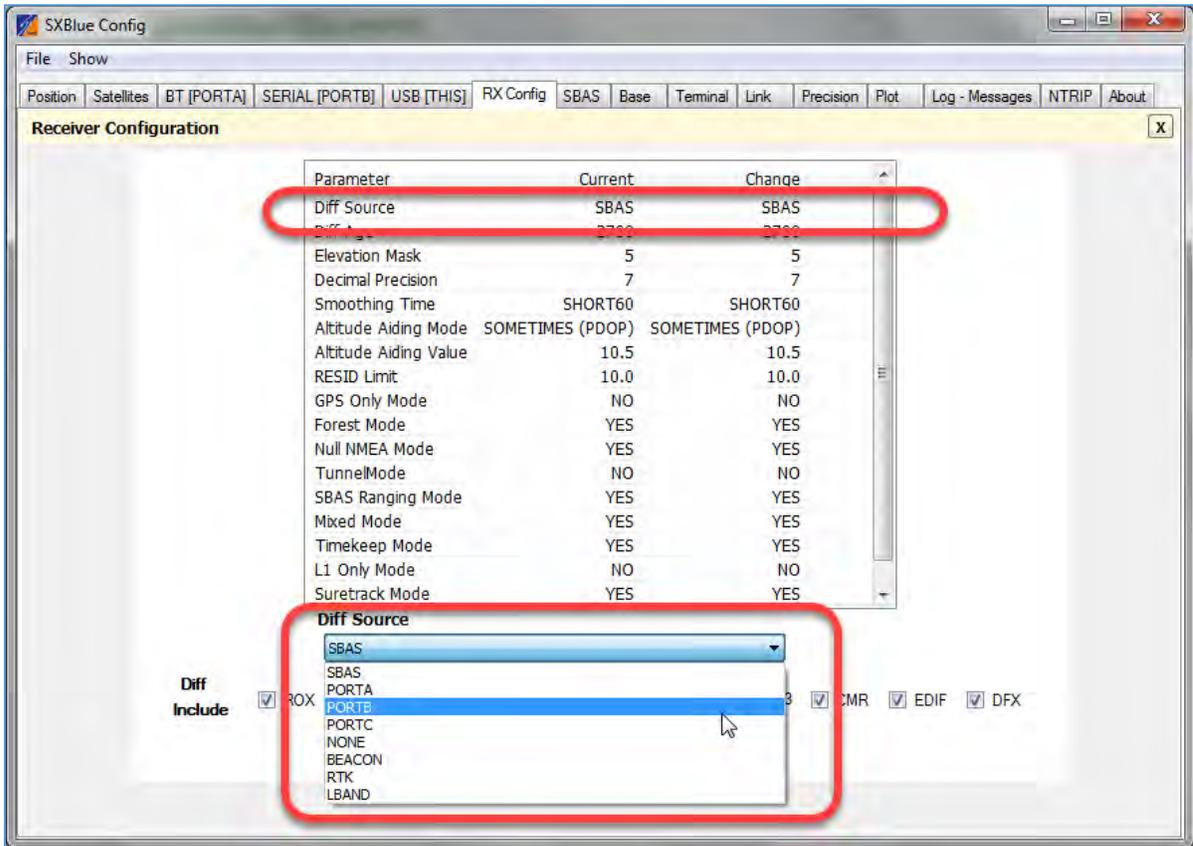 SXBlue Config
File Show
Position Satellites BT [PORTA] SERIAL [PORTB] USB [THIS] RX Config SBAS Base Terminal Link Precision Plot Log - Messages NTRIP About
Receiver Configuration X
Parameter Current Change
Diff Source SBAS SBAS
Diff Age 2700 2700
Elevation Mask 5 5
Decimal Precision 7 7
Smoothing Time SHORT60 SHORT60
Altitude Aiding Mode SOMETIMES (PDOP) SOMETIMES (PDOP)
Altitude Aiding Value 10.5 10.5
RESID Limit 10.0 10.0
GPS Only Mode NO NO
Forest Mode YES YES
Null NMEA Mode YES YES
TunnelMode NO NO
SBAS Ranging Mode YES YES
Mixed Mode YES YES
Timekeep Mode YES YES
L1 Only Mode NO NO
Suretrack Mode YES YES
Diff Source
SBAS
SBAS
PORTA
PORTB
PORTC
NONE
BEACON
RTK
LBAND
Diff
Include
ROX 3 CMR EDIF DFX